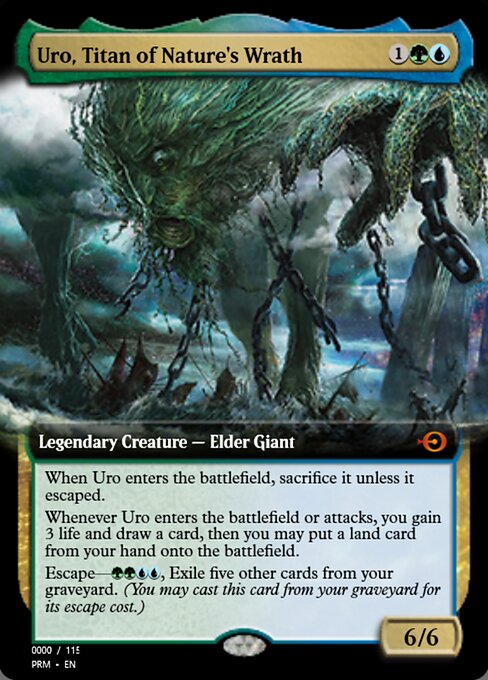 Uro, Titan of Nature's Wrath 1
Legendary Creature — Elder Giant
When Uro enters the battlefield, sacrifice it unless it
escaped.
Whenever Uro enters the battlefield or attacks, you gain
3 life and draw a card, then you may put a land card
from your hand onto the battlefield.
Escape—, Exile five other cards from your
graveyard. (You may cast this card from your graveyard for
its escape cost.)
6/6
0000 / 115
PRM • EN